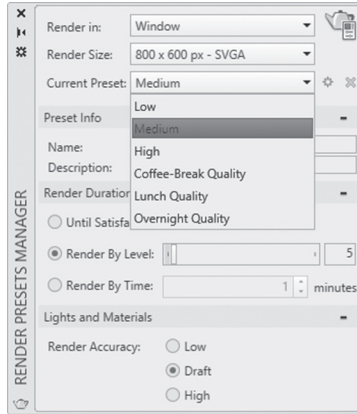 Render in: Window
Render Size: 800 x 600 px - SVGA
Current Preset: Medium
Low
Medium
High
Coffee-Break Quality
Lunch Quality
Overnight Quality
Preset Info
Name:
Description:
Render Duration
Until Satisfa
Render By Level: 5
Render By Time: 1 minutes
Lights and Materials
Render Accuracy: Low
Draft
High
RENDER PRESETS MANAGER